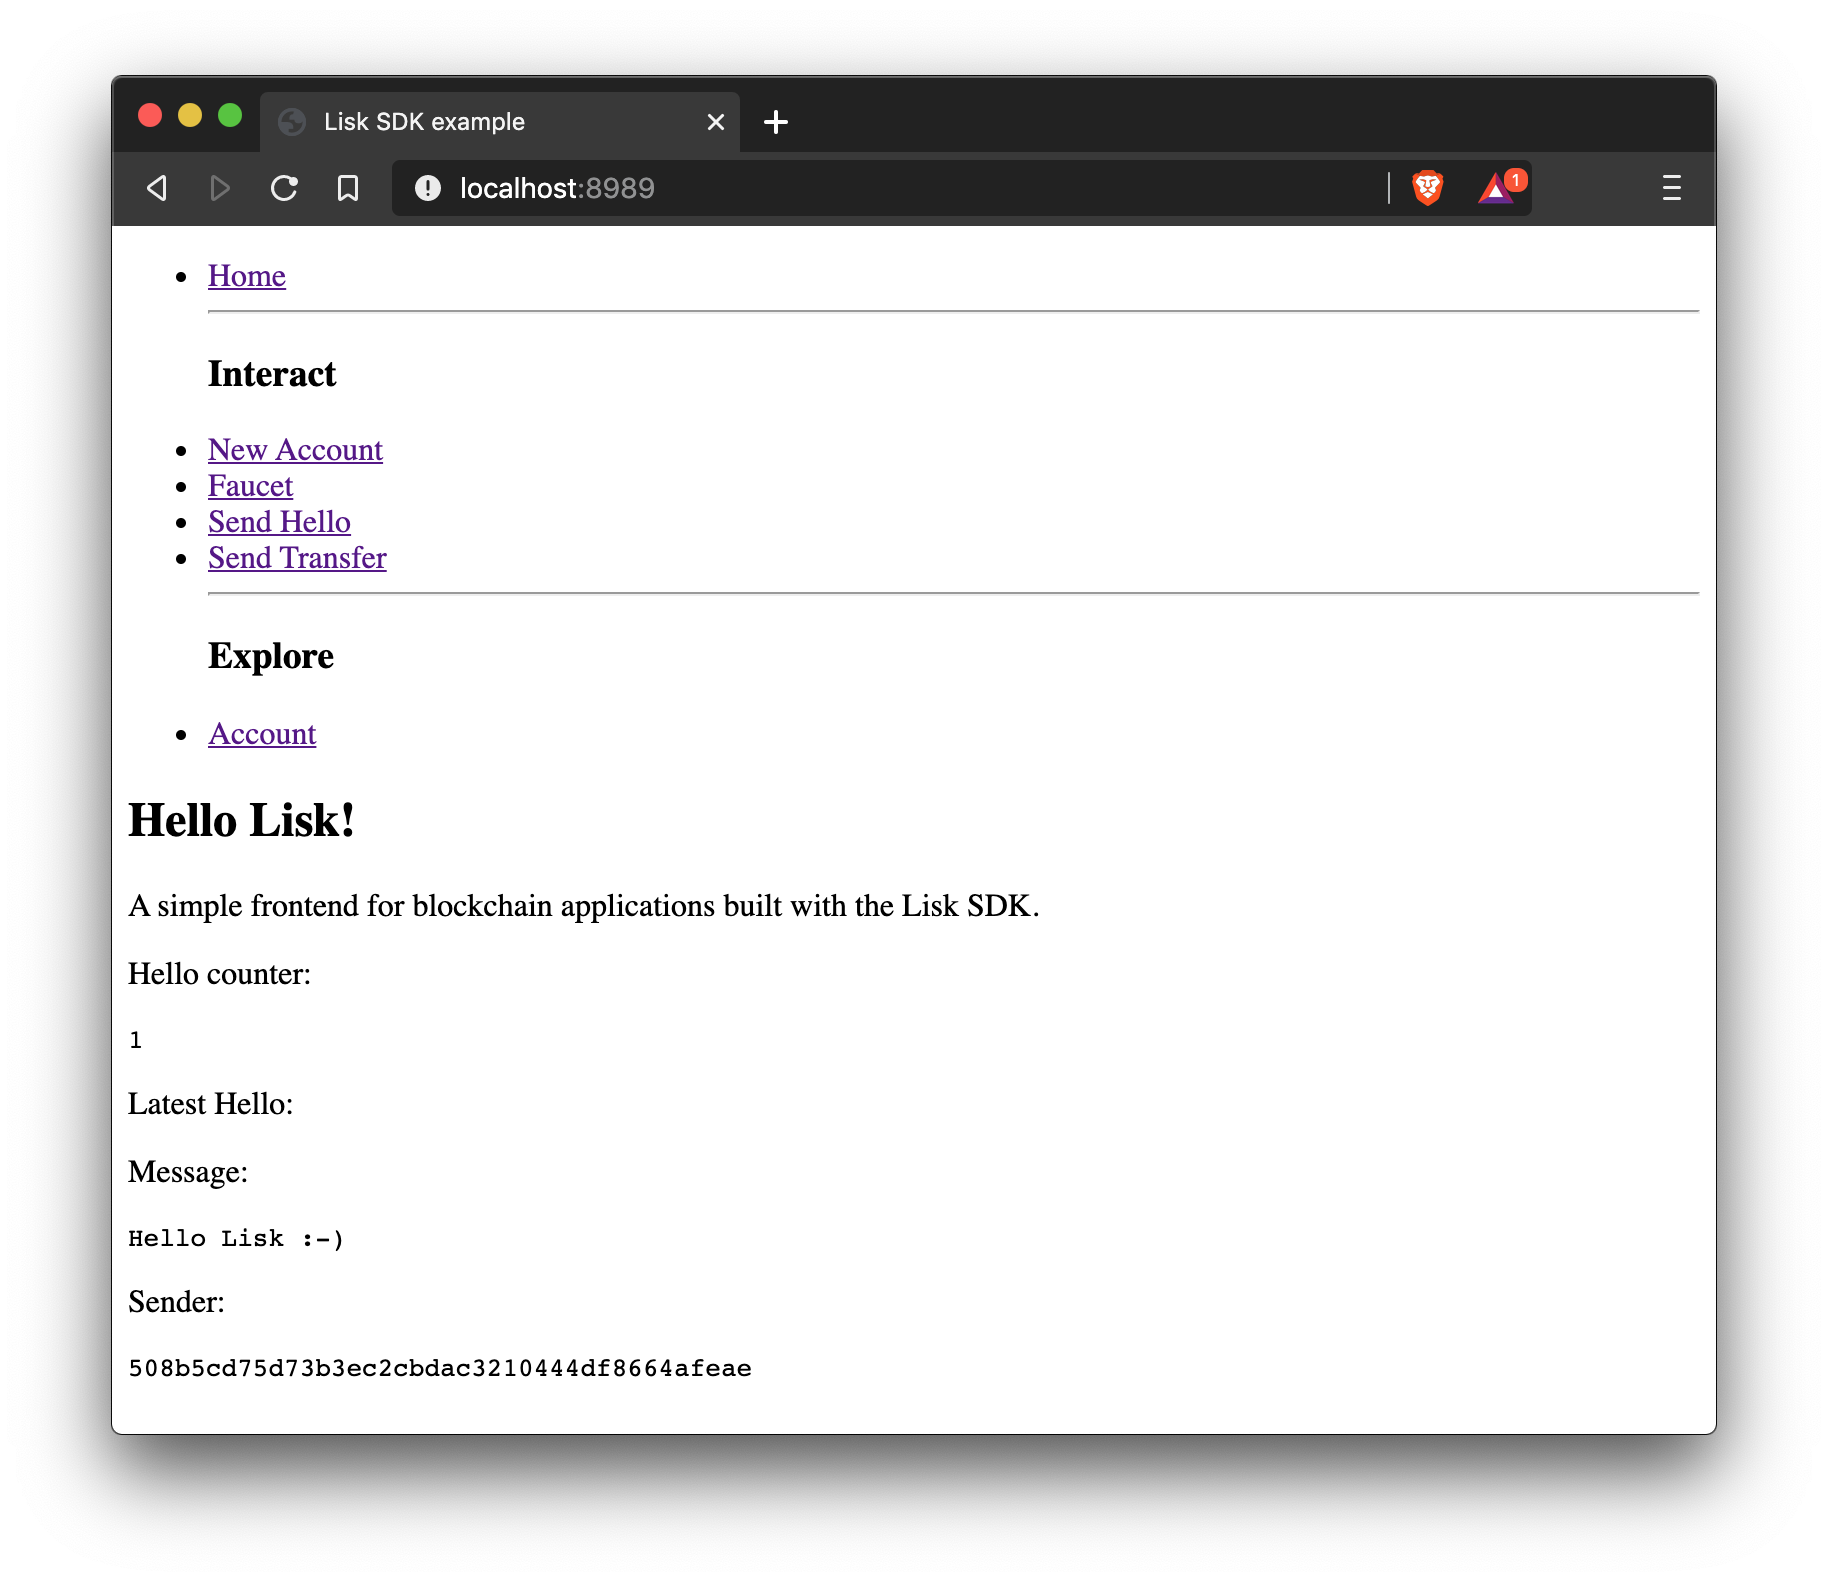 Lisk SDK example
localhost:8989
1
Home
Interact
New Account
Faucet
Send Hello
Send Transfer
Explore
Account
Hello Lisk!
A simple frontend for blockchain applications built with the Lisk SDK.
Hello counter:
1
Latest Hello:
Message:
Hello Lisk :-)
Sender:
508b5cd75d73b3ec2cbdac3210444df8664afeae